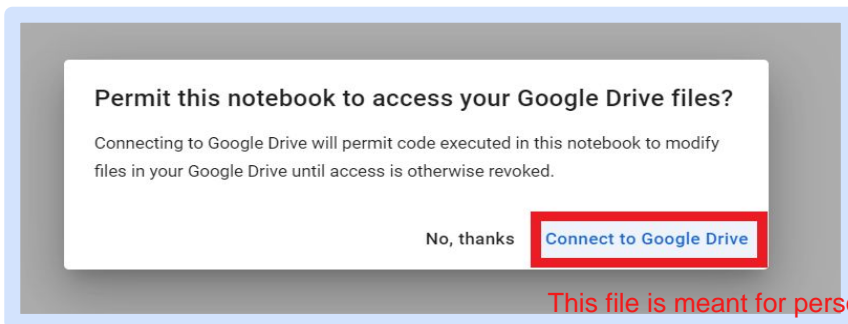 Permit this notebook to access your Google Drive files?
Connecting to Google Drive will permit code executed in this notebook to modify
files in your Google Drive until access is otherwise revoked.
No, thanks
Connect to Google Drive
This file is meant for